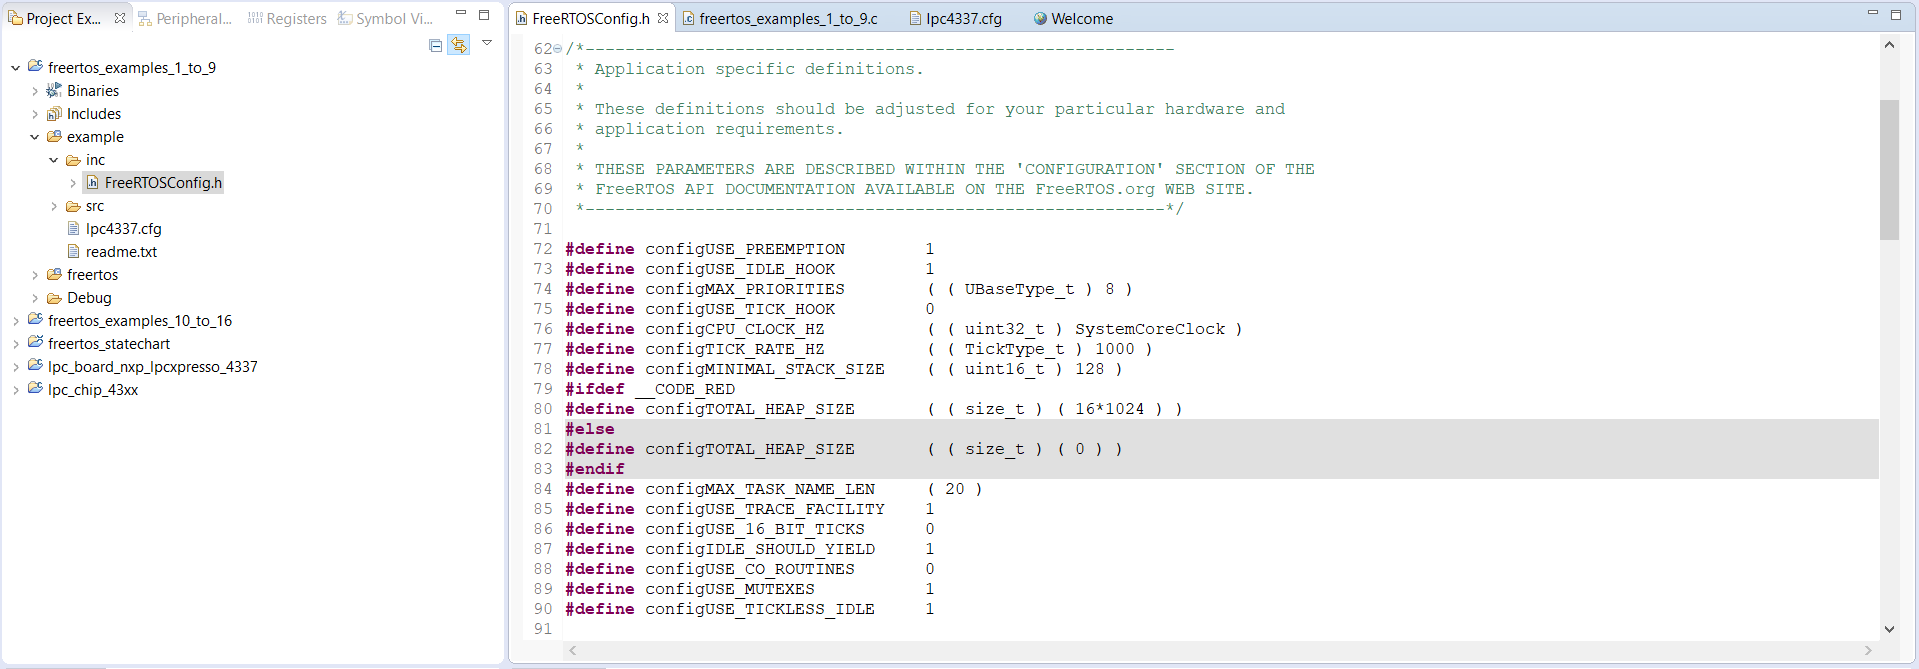 Project Ex...
Peripheral...
Registers
Symbol Vi...
freertos_examples_1_to_9
Binaries
Includes
example
inc
FreeRTOSConfig.h
src
lpc4337.cfg
readme.txt
freertos
Debug
freertos_examples_10_to_16
freertos_statechart
lpc_board_nxp_lpcxpresso_4337
lpc_chip_43xx
FreeRTOSConfig.h
freertos_examples_1_to_9.c
lpc4337.cfg
Welcome
62 /*-----------------------------------------------------------
63  * Application specific definitions.
64  *
65  * These definitions should be adjusted for your particular hardware and
66  * application requirements.
67  *
68  * THESE PARAMETERS ARE DESCRIBED WITHIN THE 'CONFIGURATION' SECTION OF THE
69  * FreeRTOS API DOCUMENTATION AVAILABLE ON THE FreeRTOS.org WEB SITE.
70  *----------------------------------------------------------*/
71
72 #define configUSE_PREEMPTION        1
73 #define configUSE_IDLE_HOOK         1
74 #define configMAX_PRIORITIES        ( ( UBaseType_t ) 8 )
75 #define configUSE_TICK_HOOK         0
76 #define configCPU_CLOCK_HZ          ( ( uint32_t ) SystemCoreClock )
77 #define configTICK_RATE_HZ          ( ( TickType_t ) 1000 )
78 #define configMINIMAL_STACK_SIZE    ( ( uint16_t ) 128 )
79 #ifdef __CODE_RED
80 #define configTOTAL_HEAP_SIZE       ( ( size_t ) ( 16*1024 ) )
81 #else
82 #define configTOTAL_HEAP_SIZE       ( ( size_t ) ( 0 ) )
83 #endif
84 #define configMAX_TASK_NAME_LEN     ( 20 )
85 #define configUSE_TRACE_FACILITY    1
86 #define configUSE_16_BIT_TICKS      0
87 #define configIDLE_SHOULD_YIELD     1
88 #define configUSE_CO_ROUTINES       0
89 #define configUSE_MUTEXES           1
90 #define configUSE_TICKLESS_IDLE     1
91